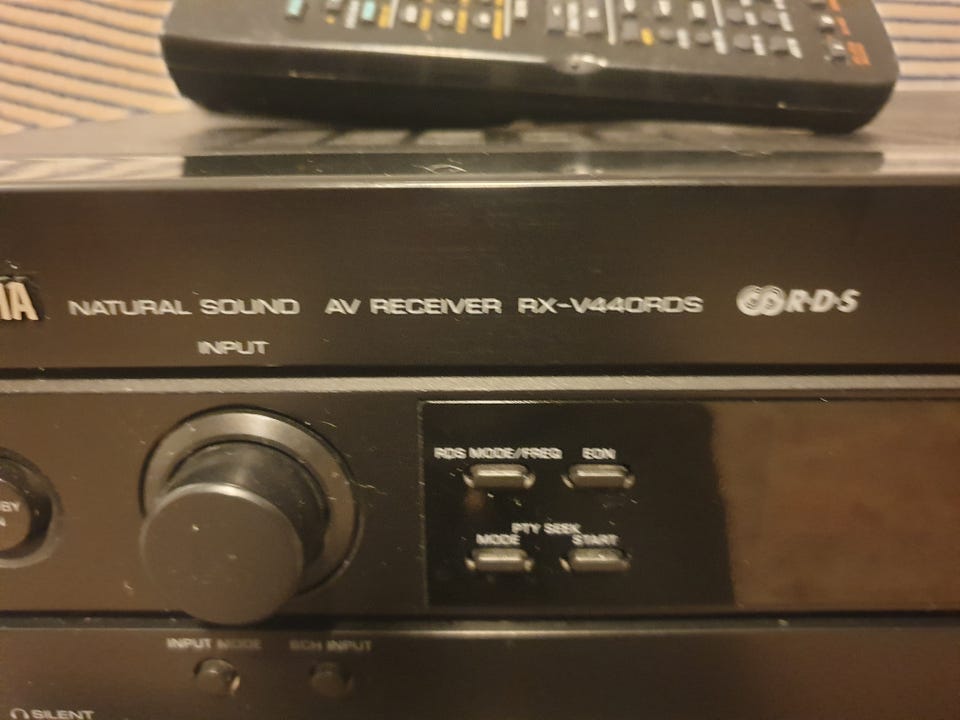 NATURAL SOUND AV RECEIVER RX-V440RDS R·D·S
INPUT
RDS MODE/FREQ EON
PTY SEEK
MODE START
INPUT MODE 6CH INPUT
SILENT